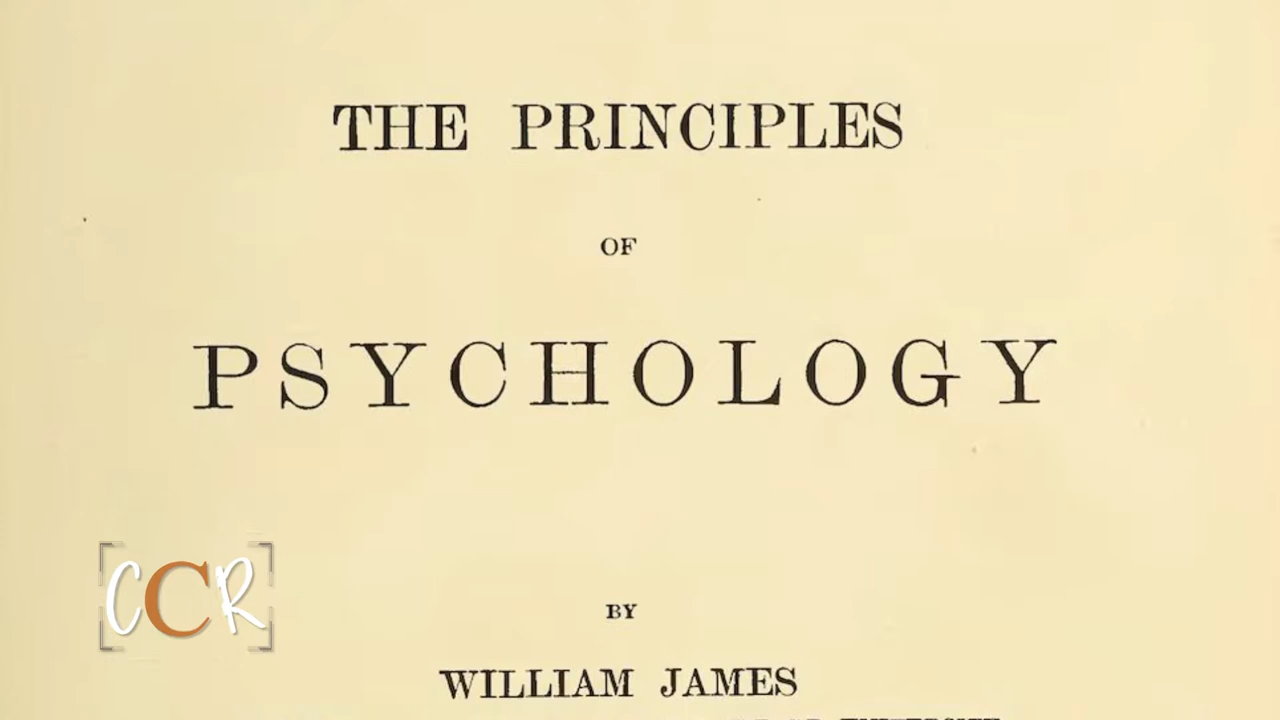 THE PRINCIPLES
OF
PSYCHOLOGY
BY
WILLIAM JAMES
CCR